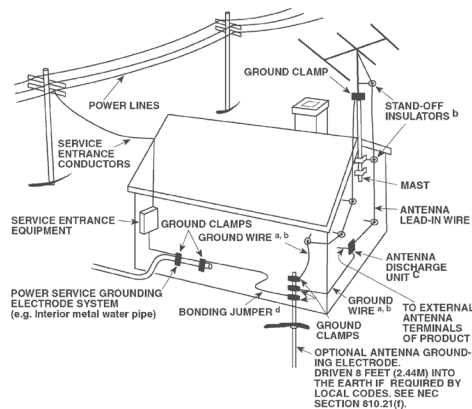 GROUND CLAMP
POWER LINES
STAND-OFF
INSULATORS b
SERVICE
ENTRANCE
CONDUCTORS
MAST
ANTENNA
LEAD-IN WIRE
SERVICE ENTRANCE
EQUIPMENT
GROUND CLAMPS
GROUND WIRE a, b
ANTENNA
DISCHARGE
UNIT C
POWER SERVICE GROUNDING
ELECTRODE SYSTEM
(e.g. Interior metal water pipe)
BONDING JUMPER d
GROUND
WIRE a, b
GROUND
CLAMPS
TO EXTERNAL
ANTENNA
TERMINALS
OF PRODUCT
OPTIONAL ANTENNA GROUND-
ING ELECTRODE.
DRIVEN 8 FEET (2.44M) INTO
THE EARTH IF REQUIRED BY
LOCAL CODES. SEE NEC
SECTION 810.21(f).